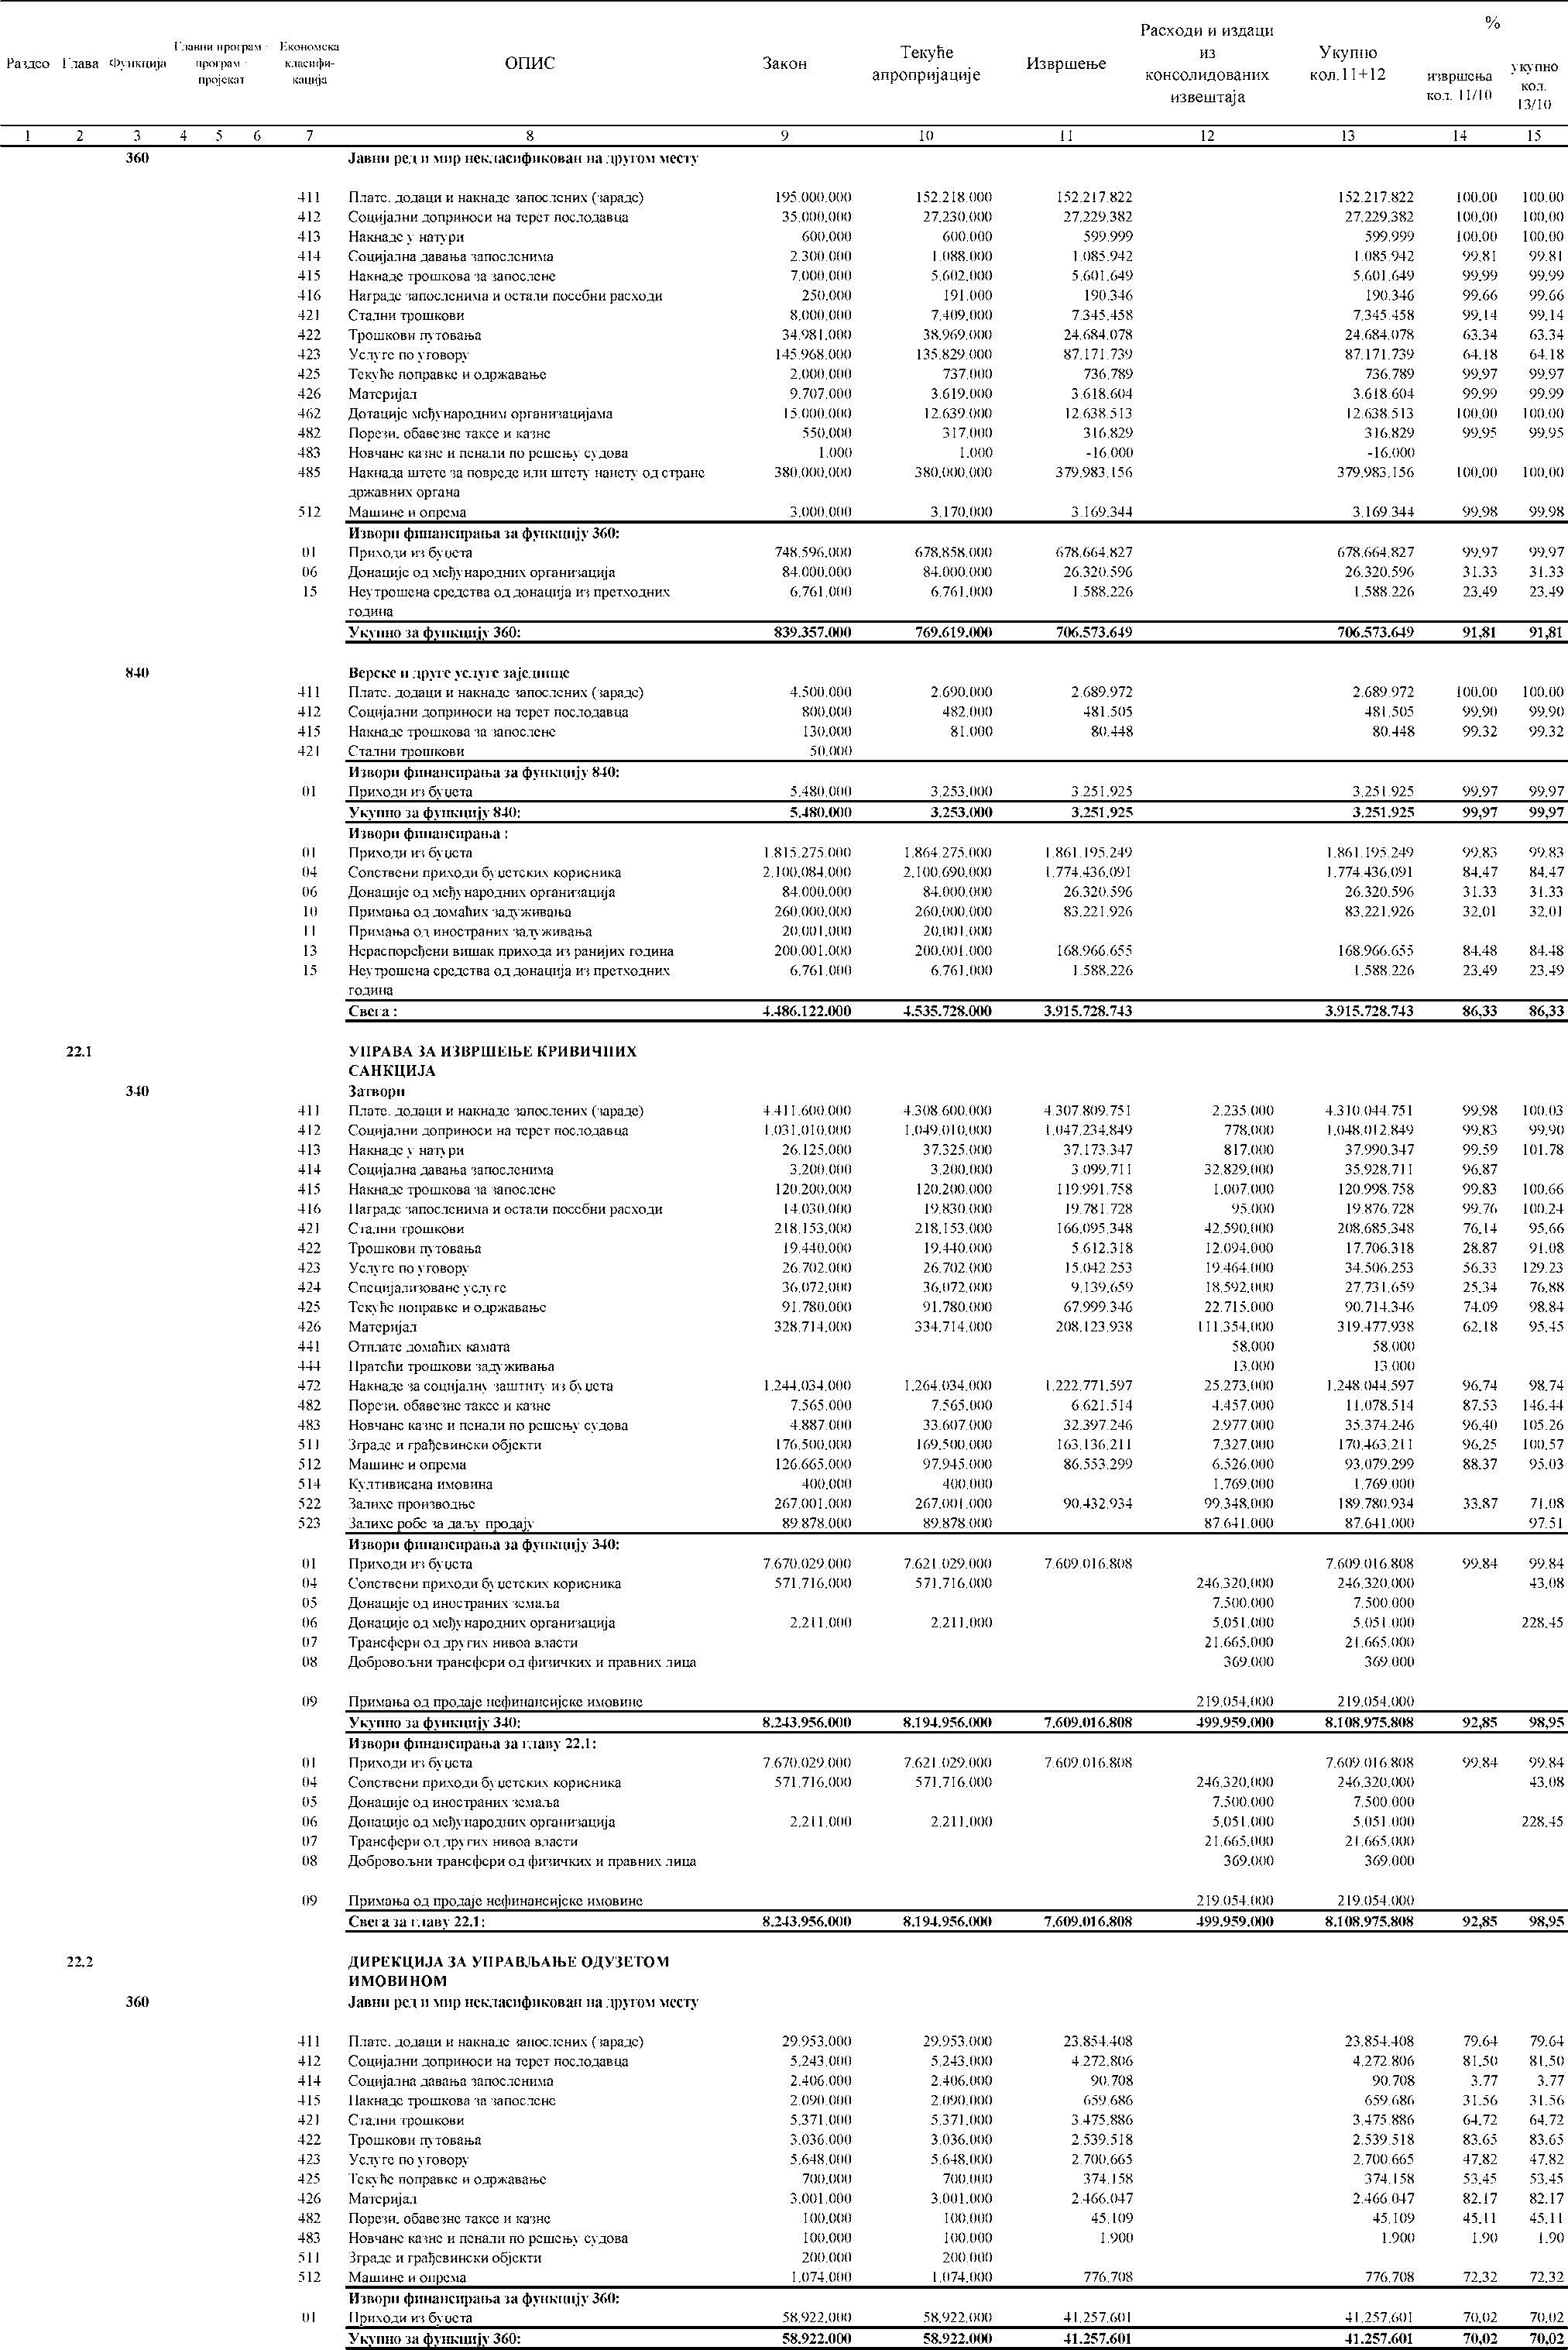 Раздео Глава Функција Главни програм - програм - пројекат Економска класифи- кација ОПИС Закон Текуће апропријације Извршење Расходи и издаци из консолидованих извештаја Укупно кол.11+12 % извршења кол. 11/10 укупно кол. 13/10
1 2 3 4 5 6 7 8 9 10 11 12 13 14 15
360 Јавни ред и мир некласификован на другом месту
411 Плате, додаци и накнаде запослених (зараде) 195.000.000 152.218.000 152.217.822 152.217.822 100,00 100,00
412 Социјални доприноси на терет послодавца 35.000.000 27.230.000 27.229.382 27.229.382 100,00 100,00
413 Накнаде у натури 600.000 600.000 599.999 599.999 100,00 100,00
414 Социјална давања запосленима 2.300.000 1.088.000 1.085.942 1.085.942 99,81 99,81
415 Накнаде трошкова за запослене 7.000.000 5.602.000 5.601.649 5.601.649 99,99 99,99
416 Награде запосленима и остали посебни расходи 250.000 191.000 190.346 190.346 99,66 99,66
421 Стални трошкови 8.000.000 7.409.000 7.345.458 7.345.458 99,14 99,14
422 Трошкови путовања 34.981.000 38.969.000 24.684.078 24.684.078 63,34 63,34
423 Услуге по уговору 145.968.000 135.829.000 87.171.739 87.171.739 64,18 64,18
425 Текуће поправке и одржавање 2.000.000 737.000 736.789 736.789 99,97 99,97
426 Материјал 9.707.000 3.619.000 3.618.604 3.618.604 99,99 99,99
462 Дотације међународним организацијама 15.000.000 12.639.000 12.638.513 12.638.513 100,00 100,00
482 Порези, обавезне таксе и казне 550.000 317.000 316.829 316.829 99,95 99,95
483 Новчане казне и пенали по решењу судова 1.000 1.000 -16.000 -16.000
485 Накнада штете за повреде или штету нанету од стране 380.000.000 380.000.000 379.983.156 379.983.156 100,00 100,00
државних органа
512 Машине и опрема 3.000.000 3.170.000 3.169.344 3.169.344 99,98 99,98
Извори финансирања за функцију 360:
01 Приходи из буџета 748.596.000 678.858.000 678.664.827 678.664.827 99,97 99,97
06 Донације од међународних организација 84.000.000 84.000.000 26.320.596 26.320.596 31,33 31,33
15 Неутрошена средства од донација из претходних 6.761.000 6.761.000 1.588.226 1.588.226 23,49 23,49
година
Укупно за функцију 360: 839.357.000 769.619.000 706.573.649 706.573.649 91,81 91,81
840 Верске и друге услуге заједнице
411 Плате, додаци и накнаде запослених (зараде) 4.500.000 2.690.000 2.689.972 2.689.972 100,00 100,00
412 Социјални доприноси на терет послодавца 800.000 482.000 481.505 481.505 99,90 99,90
415 Накнаде трошкова за запослене 130.000 81.000 80.448 80.448 99,32 99,32
421 Стални трошкови 50.000
Извори финансирања за функцију 840:
01 Приходи из буџета 5.480.000 3.253.000 3.251.925 3.251.925 99,97 99,97
Укупно за функцију 840: 5.480.000 3.253.000 3.251.925 3.251.925 99,97 99,97
Извори финансирања :
01 Приходи из буџета 1.815.275.000 1.864.275.000 1.861.195.249 1.861.195.249 99,83 99,83
04 Сопствени приходи буџетских корисника 2.100.084.000 2.100.690.000 1.774.436.091 1.774.436.091 84,47 84,47
06 Донације од међународних организација 84.000.000 84.000.000 26.320.596 26.320.596 31,33 31,33
10 Примања од домаћих задуживања 260.000.000 260.000.000 83.221.926 83.221.926 32,01 32,01
11 Примања од иностраних задуживања 20.001.000 20.001.000
13 Нераспоређени вишак прихода из ранијих година 200.001.000 200.001.000 168.966.655 168.966.655 84,48 84,48
15 Неутрошена средства од донација из претходних 6.761.000 6.761.000 1.588.226 1.588.226 23,49 23,49
година
Свега : 4.486.122.000 4.535.728.000 3.915.728.743 3.915.728.743 86,33 86,33
22.1 УПРАВА ЗА ИЗВРШЕЊЕ КРИВИЧНИХ
САНКЦИЈА
340 Затвори
411 Плате, додаци и накнаде запослених (зараде) 4.411.600.000 4.308.600.000 4.307.809.751 2.235.000 4.310.044.751 99,98 100,03
412 Социјални доприноси на терет послодавца 1.031.010.000 1.049.010.000 1.047.234.849 778.000 1.048.012.849 99,83 99,90
413 Накнаде у натури 26.125.000 37.325.000 37.173.347 817.000 37.990.347 99,59 101,78
414 Социјална давања запосленима 3.200.000 3.200.000 3.099.711 32.829.000 35.928.711 96,87
415 Накнаде трошкова за запослене 120.200.000 120.200.000 119.991.758 1.007.000 120.998.758 99,83 100,66
416 Награде запосленима и остали посебни расходи 14.030.000 19.830.000 19.781.728 95.000 19.876.728 99,76 100,24
421 Стални трошкови 218.153.000 218.153.000 166.095.348 42.590.000 208.685.348 76,14 95,66
422 Трошкови путовања 19.440.000 19.440.000 5.612.318 12.094.000 17.706.318 28,87 91,08
423 Услуге по уговору 26.702.000 26.702.000 15.042.253 19.464.000 34.506.253 56,33 129,23
424 Специјализоване услуге 36.072.000 36.072.000 9.139.659 18.592.000 27.731.659 25,34 76,88
425 Текуће поправке и одржавање 91.780.000 91.780.000 67.999.346 22.715.000 90.714.346 74,09 98,84
426 Материјал 328.714.000 334.714.000 208.123.938 111.354.000 319.477.938 62,18 95,45
441 Отплате домаћих камата 58.000 58.000
444 Пратећи трошкови задуживања 13.000 13.000
472 Накнаде за социјалну заштиту из буџета 1.244.034.000 1.264.034.000 1.222.771.597 25.273.000 1.248.044.597 96,74 98,74
482 Порези, обавезне таксе и казне 7.565.000 7.565.000 6.621.514 4.457.000 11.078.514 87,53 146,44
483 Новчане казне и пенали по решењу судова 4.887.000 33.607.000 32.397.246 2.977.000 35.374.246 96,40 105,26
511 Зграде и грађевински објекти 176.500.000 169.500.000 163.136.211 7.327.000 170.463.211 96,25 100,57
512 Машине и опрема 126.665.000 97.945.000 86.553.299 6.526.000 93.079.299 88,37 95,03
514 Култивисана имовина 400.000 400.000 1.769.000 1.769.000
522 Залихе производње 267.001.000 267.001.000 90.432.934 99.348.000 189.780.934 33,87 71,08
523 Залихе робе за даљу продају 89.878.000 89.878.000 87.641.000 87.641.000 97,51
Извори финансирања за функцију 340:
01 Приходи из буџета 7.670.029.000 7.621.029.000 7.609.016.808 7.609.016.808 99,84 99,84
04 Сопствени приходи буџетских корисника 571.716.000 571.716.000 246.320.000 246.320.000 43,08
05 Донације од иностраних земаља 7.500.000 7.500.000
06 Донације од међународних организација 2.211.000 2.211.000 5.051.000 5.051.000 228,45
07 Трансфери од других нивоа власти 21.665.000 21.665.000
08 Добровољни трансфери од физичких и правних лица 369.000 369.000
09 Примања од продаје нефинансијске имовине 219.054.000 219.054.000
Укупно за функцију 340: 8.243.956.000 8.194.956.000 7.609.016.808 499.959.000 8.108.975.808 92,85 98,95
Извори финансирања за главу 22.1:
01 Приходи из буџета 7.670.029.000 7.621.029.000 7.609.016.808 7.609.016.808 99,84 99,84
04 Сопствени приходи буџетских корисника 571.716.000 571.716.000 246.320.000 246.320.000 43,08
05 Донације од иностраних земаља 7.500.000 7.500.000
06 Донације од међународних организација 2.211.000 2.211.000 5.051.000 5.051.000 228,45
07 Трансфери од других нивоа власти 21.665.000 21.665.000
08 Добровољни трансфери од физичких и правних лица 369.000 369.000
09 Примања од продаје нефинансијске имовине 219.054.000 219.054.000
Свега за главу 22.1: 8.243.956.000 8.194.956.000 7.609.016.808 499.959.000 8.108.975.808 92,85 98,95
22.2 ДИРЕКЦИЈА ЗА УПРАВЉАЊЕ ОДУЗЕТОМ
ИМОВИНОМ
360 Јавни ред и мир некласификован на другом месту
411 Плате, додаци и накнаде запослених (зараде) 29.953.000 29.953.000 23.854.408 23.854.408 79,64 79,64
412 Социјални доприноси на терет послодавца 5.243.000 5.243.000 4.272.806 4.272.806 81,50 81,50
414 Социјална давања запосленима 2.406.000 2.406.000 90.708 90.708 3,77 3,77
415 Накнаде трошкова за запослене 2.090.000 2.090.000 659.686 659.686 31,56 31,56
421 Стални трошкови 5.371.000 5.371.000 3.475.886 3.475.886 64,72 64,72
422 Трошкови путовања 3.036.000 3.036.000 2.539.518 2.539.518 83,65 83,65
423 Услуге по уговору 5.648.000 5.648.000 2.700.665 2.700.665 47,82 47,82
425 Текуће поправке и одржавање 700.000 700.000 374.158 374.158 53,45 53,45
426 Материјал 3.001.000 3.001.000 2.466.047 2.466.047 82,17 82,17
482 Порези, обавезне таксе и казне 100.000 100.000 45.109 45.109 45,11 45,11
483 Новчане казне и пенали по решењу судова 100.000 100.000 1.900 1.900 1,90 1,90
511 Зграде и грађевински објекти 200.000 200.000
512 Машине и опрема 1.074.000 1.074.000 776.708 776.708 72,32 72,32
Извори финансирања за функцију 360:
01 Приходи из буџета 58.922.000 58.922.000 41.257.601 41.257.601 70,02 70,02
Укупно за функцију 360: 58.922.000 58.922.000 41.257.601 41.257.601 70,02 70,02